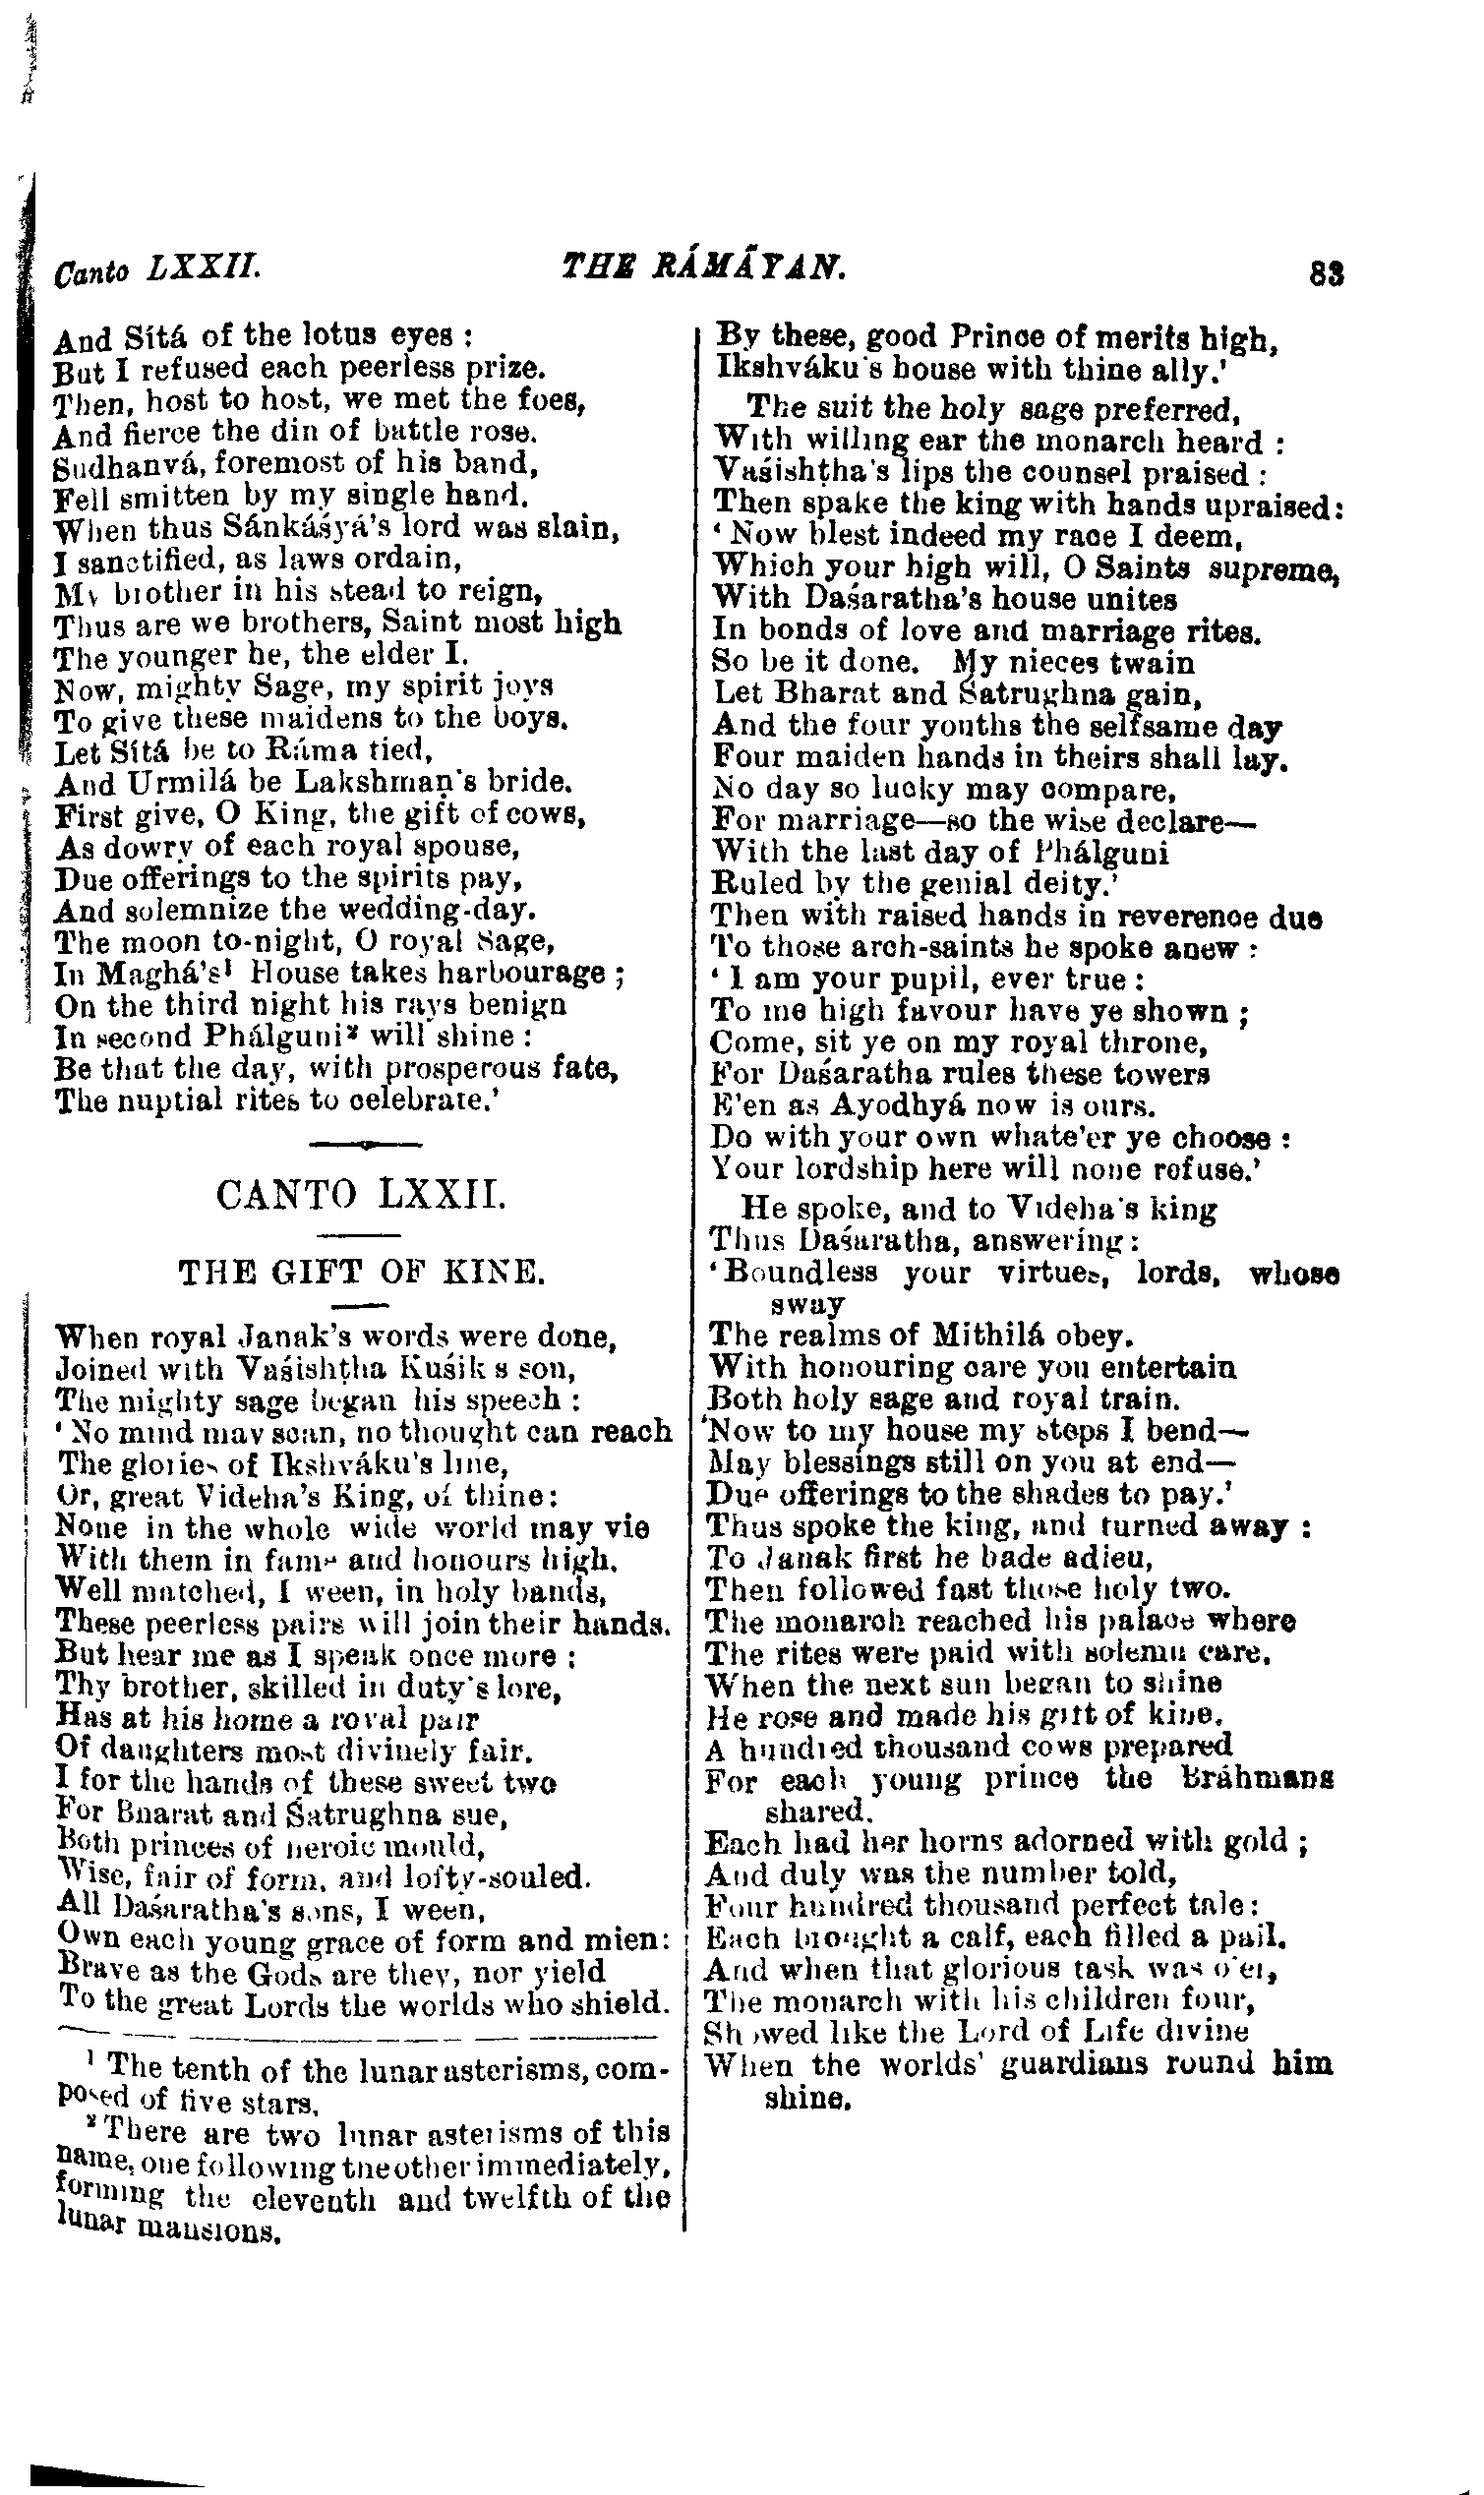 Canto LXXII.
THE RÁMÁYAN.
83
And Sítá of the lotus eyes :
But I refused each peerless prize.
Then, host to host, we met the foes,
And fierce the din of battle rose.
Sudhanvá, foremost of his band,
Fell smitten by my single hand.
When thus Sánkáśyá's lord was slain,
I sanctified, as laws ordain,
My brother in his stead to reign,
Thus are we brothers, Saint most high
The younger he, the elder I.
Now, mighty Sage, my spirit joys
To give these maidens to the boys.
Let Sítá be to Ráma tied,
And Urmilá be Lakshmaṇ's bride.
First give, O King, the gift of cows,
As dowry of each royal spouse,
Due offerings to the spirits pay,
And solemnize the wedding-day.
The moon to-night, O royal Sage,
In Maghá's¹ House takes harbourage ;
On the third night his rays benign
In second Phálguni² will shine :
Be that the day, with prosperous fate,
The nuptial rites to celebrate.'
CANTO LXXII.
THE GIFT OF KINE.
When royal Janak's words were done,
Joined with Vaśishṭha Kuśik s son,
The mighty sage began his speech :
' No mind may scan, no thought can reach
The glories of Ikshváku's line,
Or, great Videha's King, of thine:
None in the whole wide world may vie
With them in fame and honours high.
Well matched, I ween, in holy bands,
These peerless pairs will join their hands.
But hear me as I speak once more ;
Thy brother, skilled in duty's lore,
Has at his home a royal pair
Of daughters most divinely fair.
I for the hands of these sweet two
For Bharat and Śatrughna sue,
Both princes of heroic mould,
Wise, fair of form, and lofty-souled.
All Daśaratha's sons, I ween,
Own each young grace of form and mien:
Brave as the Gods are they, nor yield
To the great Lords the worlds who shield.
¹ The tenth of the lunar asterisms, com-
posed of five stars.
² There are two lunar asterisms of this
name, one following the other immediately,
forming the eleventh and twelfth of the
lunar mansions.
By these, good Prince of merits high,
Ikshváku's house with thine ally.'
The suit the holy sage preferred,
With willing ear the monarch heard :
Vaśishṭha's lips the counsel praised :
Then spake the king with hands upraised:
' Now blest indeed my race I deem,
Which your high will, O Saints supreme,
With Daśaratha's house unites
In bonds of love and marriage rites.
So be it done. My nieces twain
Let Bharat and Śatrughna gain,
And the four youths the selfsame day
Four maiden hands in theirs shall lay.
No day so lucky may compare,
For marriage—so the wise declare—
With the last day of Phálguni
Ruled by the genial deity.'
Then with raised hands in reverence due
To those arch-saints he spoke anew :
' I am your pupil, ever true :
To me high favour have ye shown ;
Come, sit ye on my royal throne,
For Daśaratha rules these towers
E'en as Ayodhyá now is ours.
Do with your own whate'er ye choose :
Your lordship here will none refuse.'
He spoke, and to Videha's king
Thus Daśaratha, answering :
' Boundless your virtues, lords, whose
sway
The realms of Mithilá obey.
With honouring care you entertain
Both holy sage and royal train.
'Now to my house my steps I bend—
May blessings still on you at end—
Due offerings to the shades to pay.'
Thus spoke the king, and turned away :
To Janak first he bade adieu,
Then followed fast those holy two.
The monarch reached his palace where
The rites were paid with solemn care.
When the next sun began to shine
He rose and made his gift of kine.
A hundred thousand cows prepared
For each young prince the Bráhmans
shared.
Each had her horns adorned with gold ;
And duly was the number told,
Four hundred thousand perfect tale:
Each brought a calf, each filled a pail.
And when that glorious task was o'er,
The monarch with his children four,
Showed like the Lord of Life divine
When the worlds' guardians round him
shine.